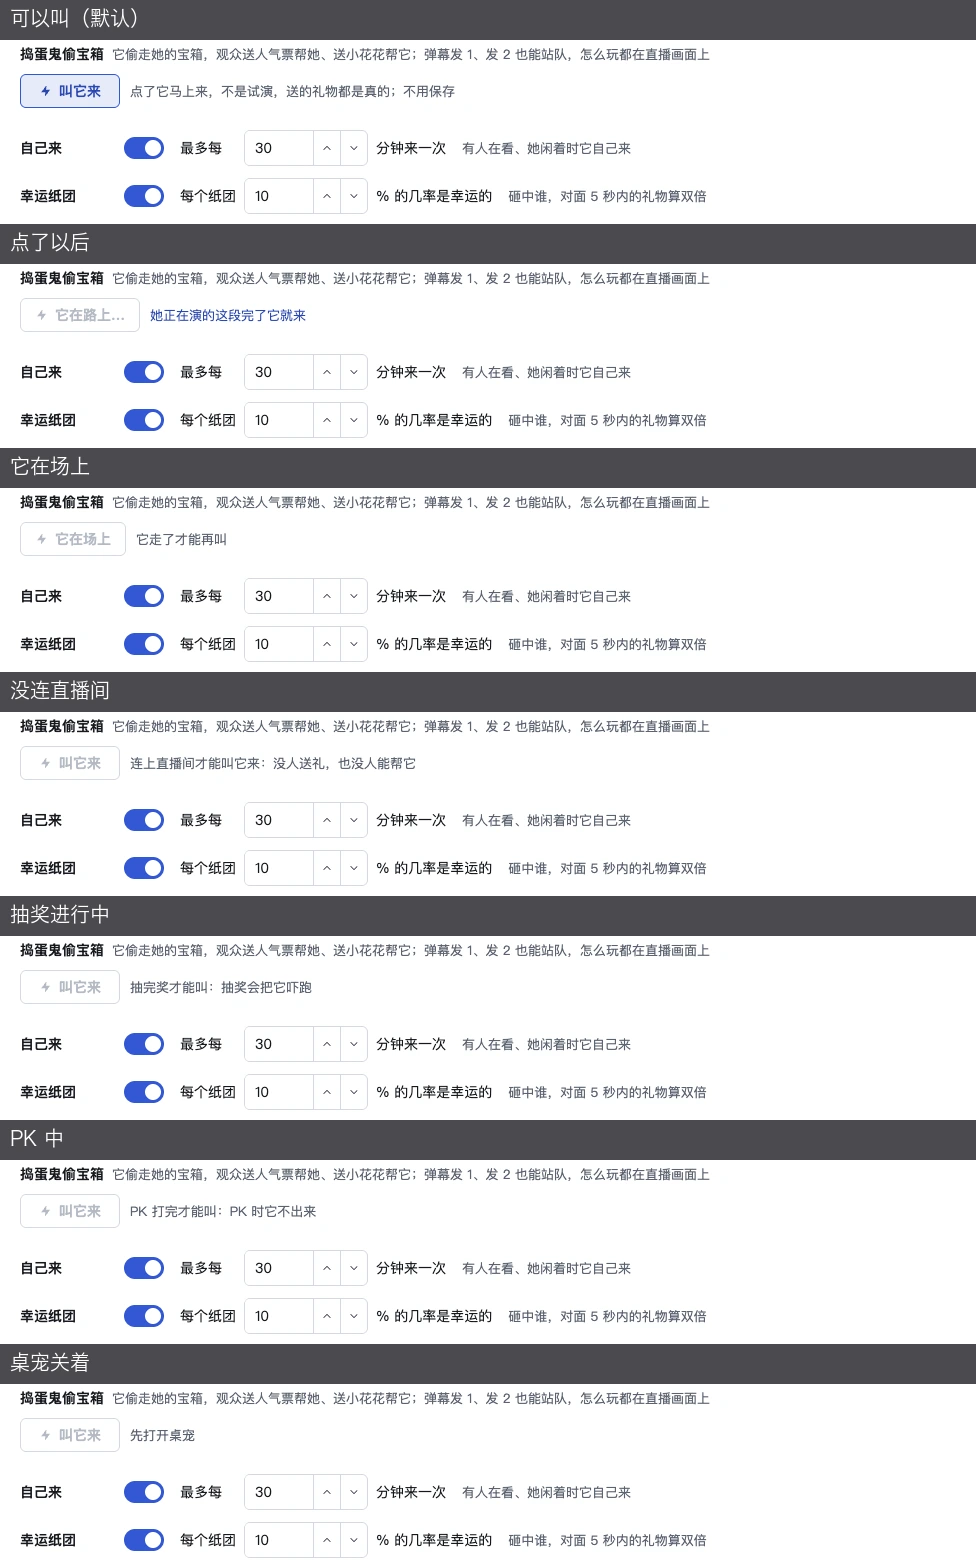 可以叫（默认）
捣蛋鬼偷宝箱 它偷走她的宝箱，观众送人气票帮她、送小花花帮它；弹幕发 1、发 2 也能站队，怎么玩都在直播画面上
叫它来 点了它马上来，不是试演，送的礼物都是真的；不用保存
自己来 最多每 30 分钟来一次 有人在看、她闲着时它自己来
幸运纸团 每个纸团 10 % 的几率是幸运的 砸中谁，对面 5 秒内的礼物算双倍
点了以后
捣蛋鬼偷宝箱 它偷走她的宝箱，观众送人气票帮她、送小花花帮它；弹幕发 1、发 2 也能站队，怎么玩都在直播画面上
它在路上... 她正在演的这段完了它就来
自己来 最多每 30 分钟来一次 有人在看、她闲着时它自己来
幸运纸团 每个纸团 10 % 的几率是幸运的 砸中谁，对面 5 秒内的礼物算双倍
它在场上
捣蛋鬼偷宝箱 它偷走她的宝箱，观众送人气票帮她、送小花花帮它；弹幕发 1、发 2 也能站队，怎么玩都在直播画面上
它在场上 它走了才能再叫
自己来 最多每 30 分钟来一次 有人在看、她闲着时它自己来
幸运纸团 每个纸团 10 % 的几率是幸运的 砸中谁，对面 5 秒内的礼物算双倍
没连直播间
捣蛋鬼偷宝箱 它偷走她的宝箱，观众送人气票帮她、送小花花帮它；弹幕发 1、发 2 也能站队，怎么玩都在直播画面上
叫它来 连上直播间才能叫它来：没人送礼，也没人能帮它
自己来 最多每 30 分钟来一次 有人在看、她闲着时它自己来
幸运纸团 每个纸团 10 % 的几率是幸运的 砸中谁，对面 5 秒内的礼物算双倍
抽奖进行中
捣蛋鬼偷宝箱 它偷走她的宝箱，观众送人气票帮她、送小花花帮它；弹幕发 1、发 2 也能站队，怎么玩都在直播画面上
叫它来 抽完奖才能叫：抽奖会把它吓跑
自己来 最多每 30 分钟来一次 有人在看、她闲着时它自己来
幸运纸团 每个纸团 10 % 的几率是幸运的 砸中谁，对面 5 秒内的礼物算双倍
PK 中
捣蛋鬼偷宝箱 它偷走她的宝箱，观众送人气票帮她、送小花花帮它；弹幕发 1、发 2 也能站队，怎么玩都在直播画面上
叫它来 PK 打完才能叫：PK 时它不出来
自己来 最多每 30 分钟来一次 有人在看、她闲着时它自己来
幸运纸团 每个纸团 10 % 的几率是幸运的 砸中谁，对面 5 秒内的礼物算双倍
桌宠关着
捣蛋鬼偷宝箱 它偷走她的宝箱，观众送人气票帮她、送小花花帮它；弹幕发 1、发 2 也能站队，怎么玩都在直播画面上
叫它来 先打开桌宠
自己来 最多每 30 分钟来一次 有人在看、她闲着时它自己来
幸运纸团 每个纸团 10 % 的几率是幸运的 砸中谁，对面 5 秒内的礼物算双倍